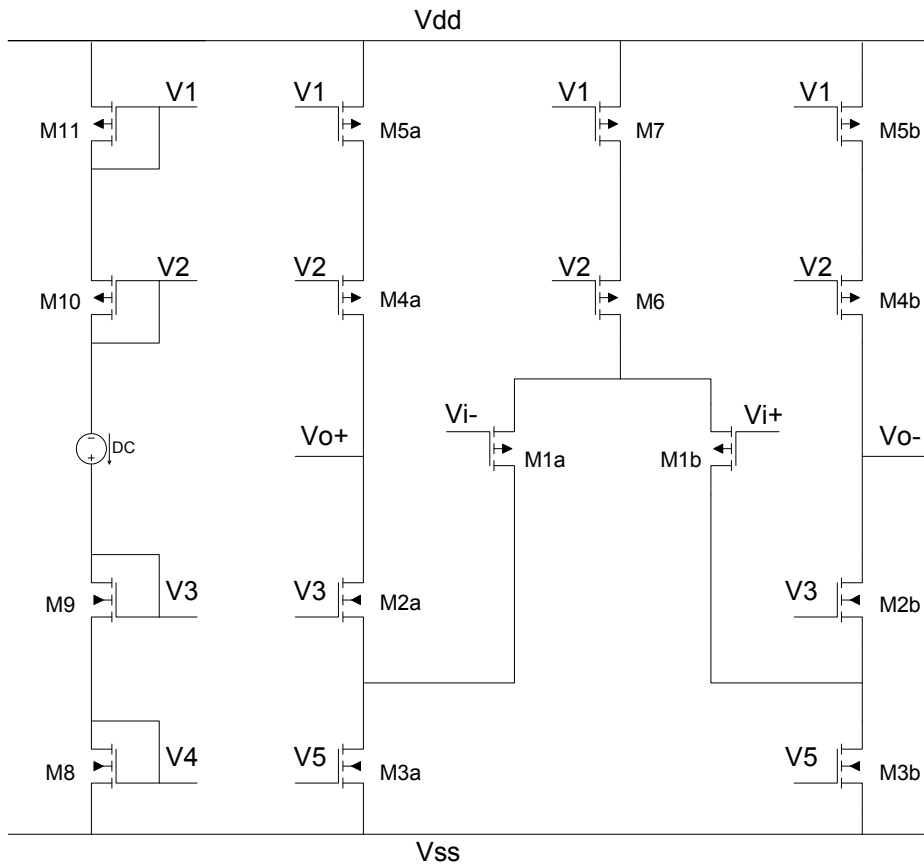 Vdd
V1 V1 V1 V1
M11 M5a M7 M5b
V2 V2 V2 V2
M10 M4a M6 M4b
Vi- Vi+
Vo+ Vo-
− DC
+
M1a M1b
V3 V3 V3
M9 M2a M2b
V4 V5 V5
M8 M3a M3b
Vss